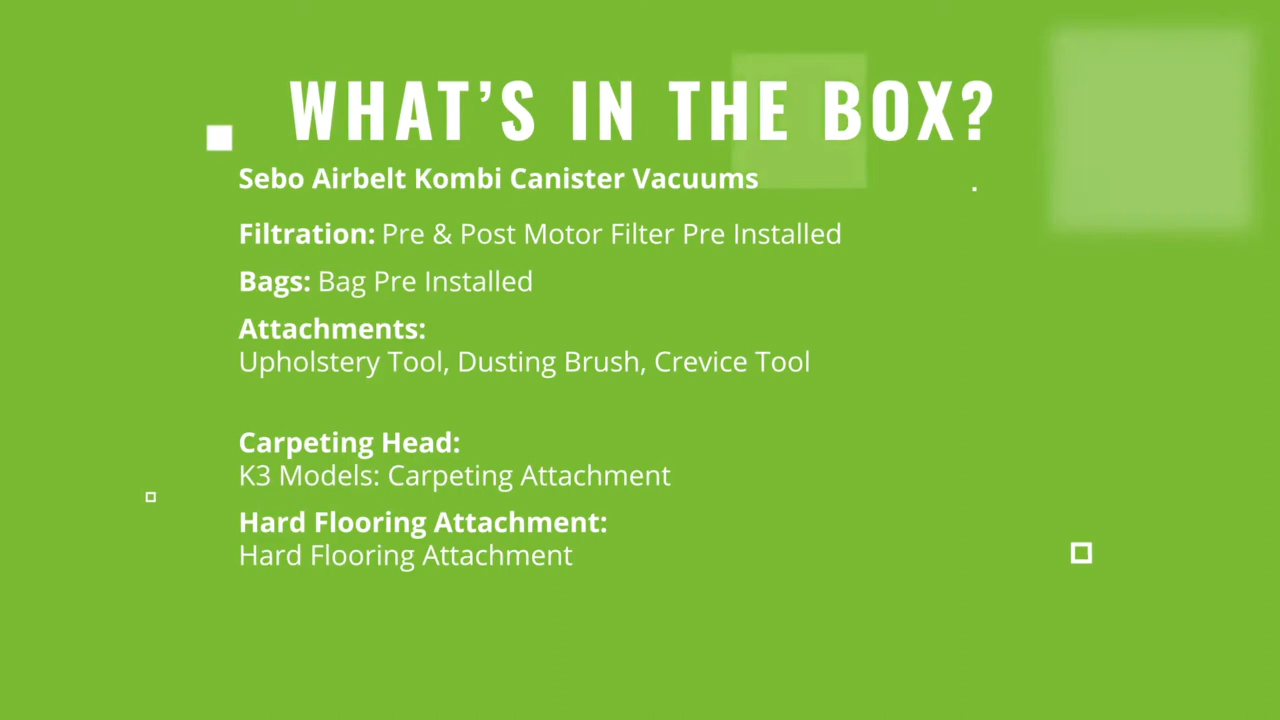 WHAT’S IN THE BOX?
Sebo Airbelt Kombi Canister Vacuums
Filtration: Pre & Post Motor Filter Pre Installed
Bags: Bag Pre Installed
Attachments:
Upholstery Tool, Dusting Brush, Crevice Tool
Carpeting Head:
K3 Models: Carpeting Attachment
Hard Flooring Attachment:
Hard Flooring Attachment